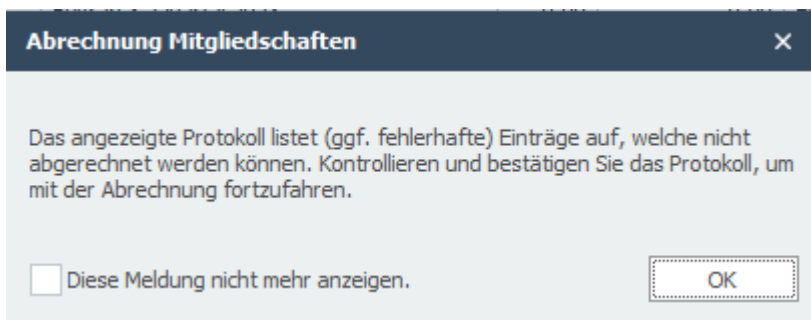 Abrechnung Mitgliedschaften
Das angezeigte Protokoll listet (ggf. fehlerhafte) Einträge auf, welche nicht
abgerechnet werden können. Kontrollieren und bestätigen Sie das Protokoll, um
mit der Abrechnung fortzufahren.
Diese Meldung nicht mehr anzeigen.
OK